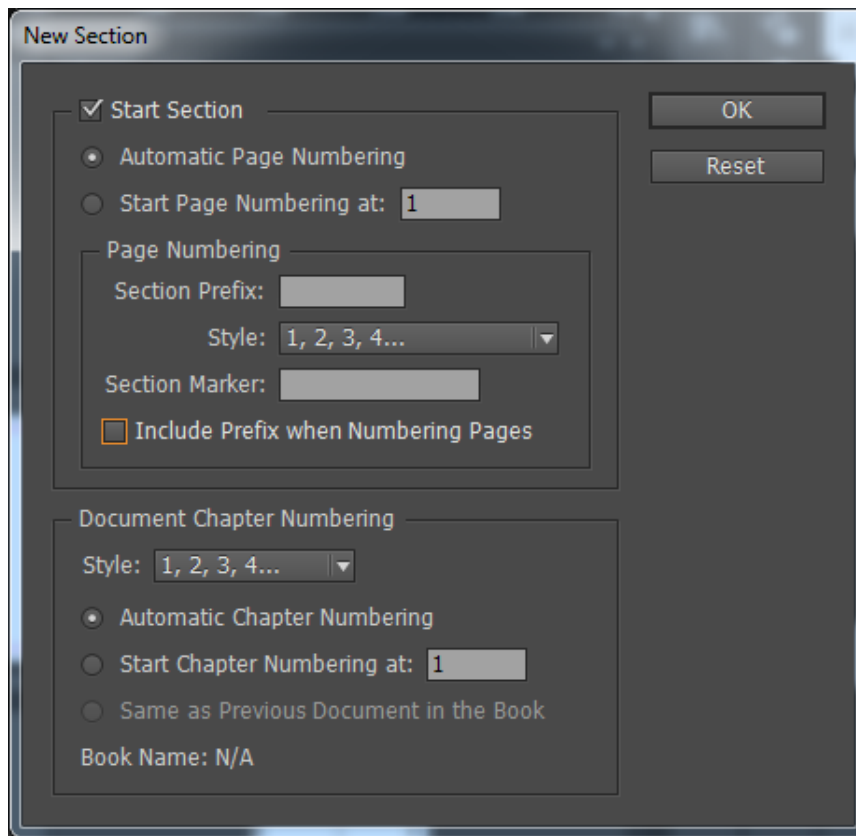 New Section
Start Section
OK
Automatic Page Numbering
Reset
Start Page Numbering at: 1
Page Numbering
Section Prefix:
Style: 1, 2, 3, 4...
Section Marker:
Include Prefix when Numbering Pages
Document Chapter Numbering
Style: 1, 2, 3, 4...
Automatic Chapter Numbering
Start Chapter Numbering at: 1
Same as Previous Document in the Book
Book Name: N/A